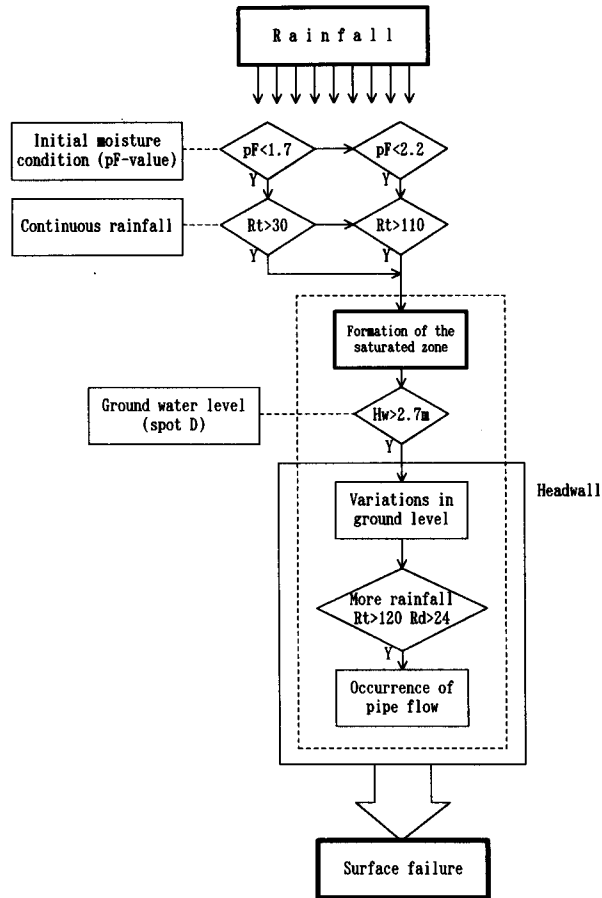 Rainfall
Initial moisture
condition (pF-value)
pF<1.7
pF<2.2
Y
Y
Continuous rainfall
Rt>30
Rt>110
Y
Y
Formation of the
saturated zone
Ground water level
(spot D)
Hw>2.7m
Y
Headwall
Variations in
ground level
More rainfall
Rt>120 Rd>24
Y
Occurrence of
pipe flow
Surface failure